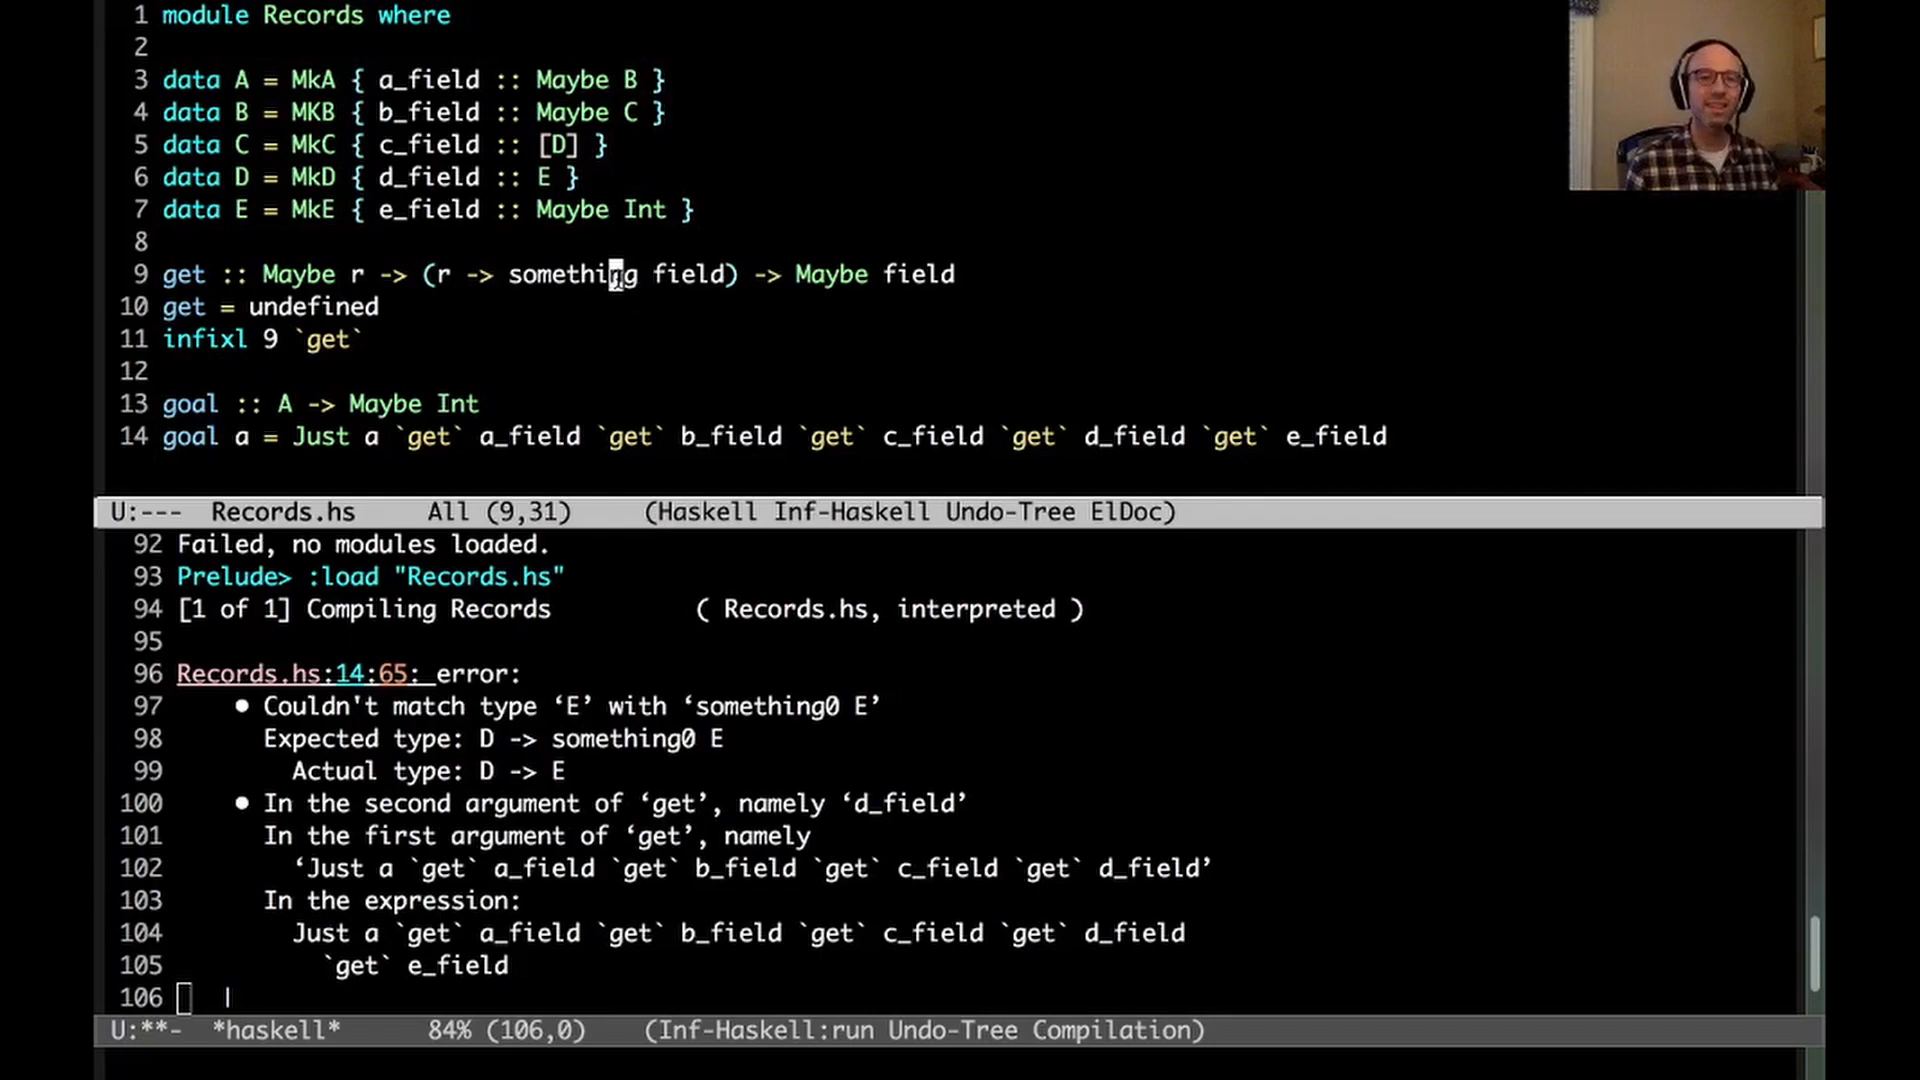 1 module Records where
2
3 data A = MkA { a_field :: Maybe B }
4 data B = MKB { b_field :: Maybe C }
5 data C = MkC { c_field :: [D] }
6 data D = MkD { d_field :: E }
7 data E = MkE { e_field :: Maybe Int }
8
9 get :: Maybe r -> (r -> something field) -> Maybe field
10 get = undefined
11 infixl 9 `get`
12
13 goal :: A -> Maybe Int
14 goal a = Just a `get` a_field `get` b_field `get` c_field `get` d_field `get` e_field
U:--- Records.hs All (9,31) (Haskell Inf-Haskell Undo-Tree ElDoc)
92 Failed, no modules loaded.
93 Prelude> :load "Records.hs"
94 [1 of 1] Compiling Records ( Records.hs, interpreted )
95
96 Records.hs:14:65: error:
97 • Couldn't match type ‘E’ with ‘something0 E’
98 Expected type: D -> something0 E
99 Actual type: D -> E
100 • In the second argument of ‘get’, namely ‘d_field’
101 In the first argument of ‘get’, namely
102 ‘Just a `get` a_field `get` b_field `get` c_field `get` d_field’
103 In the expression:
104 Just a `get` a_field `get` b_field `get` c_field `get` d_field
105 `get` e_field
106
U:**- *haskell* 84% (106,0) (Inf-Haskell:run Undo-Tree Compilation)